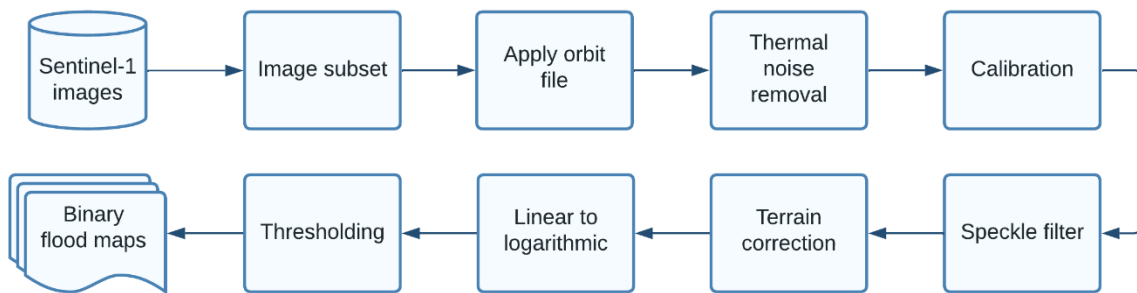 Sentinel-1
images
Image subset
Apply orbit
file
Thermal
noise
removal
Calibration
Binary
flood maps
Thresholding
Linear to
logarithmic
Terrain
correction
Speckle filter